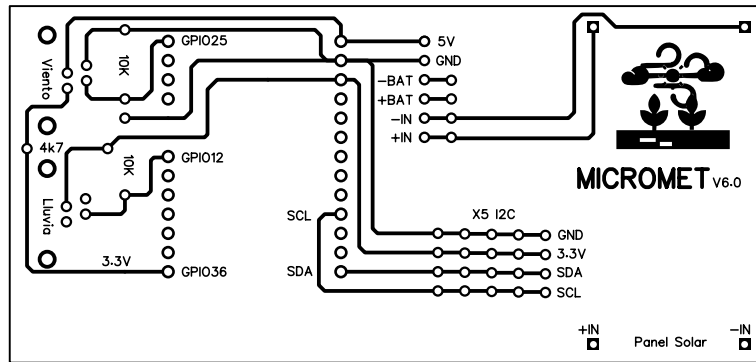 Viento
10K
GPIO25
5V
GND
-BAT
+BAT
-IN
+IN
4k7
10K
GPIO12
Lluvia
MICROMET V6.0
SCL
X5 I2C
GND
3.3V
3.3V
GPIO36
SDA
SDA
SCL
+IN
Panel Solar
-IN